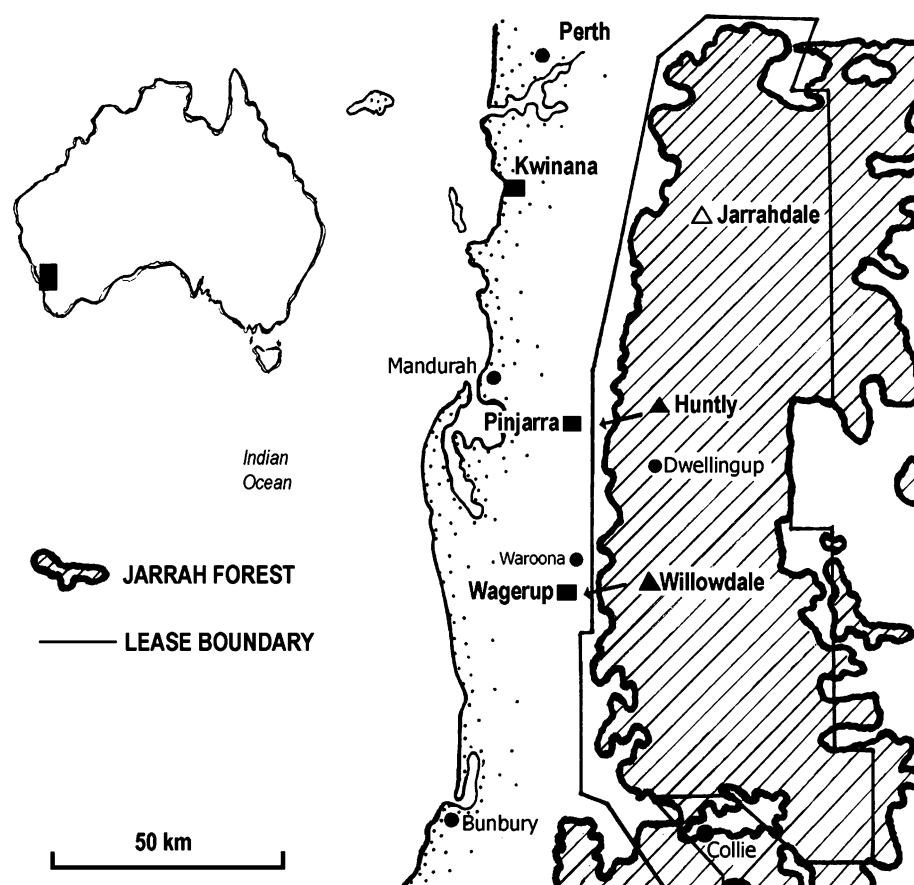 Perth
Kwinana
Jarrahdale
Mandurah
Huntly
Pinjarra
Dwellingup
Indian
Ocean
Waroona
JARRAH FOREST
Willowdale
Wagerup
LEASE BOUNDARY
Bunbury
50 km
Collie